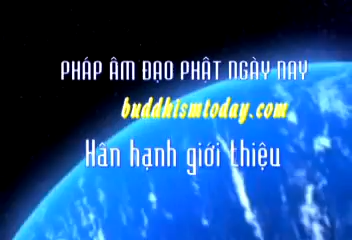 PHÁP ÂM ĐẠO PHẬT NGÀY NAY
buddhismtoday.com
Hân hạnh giới thiệu